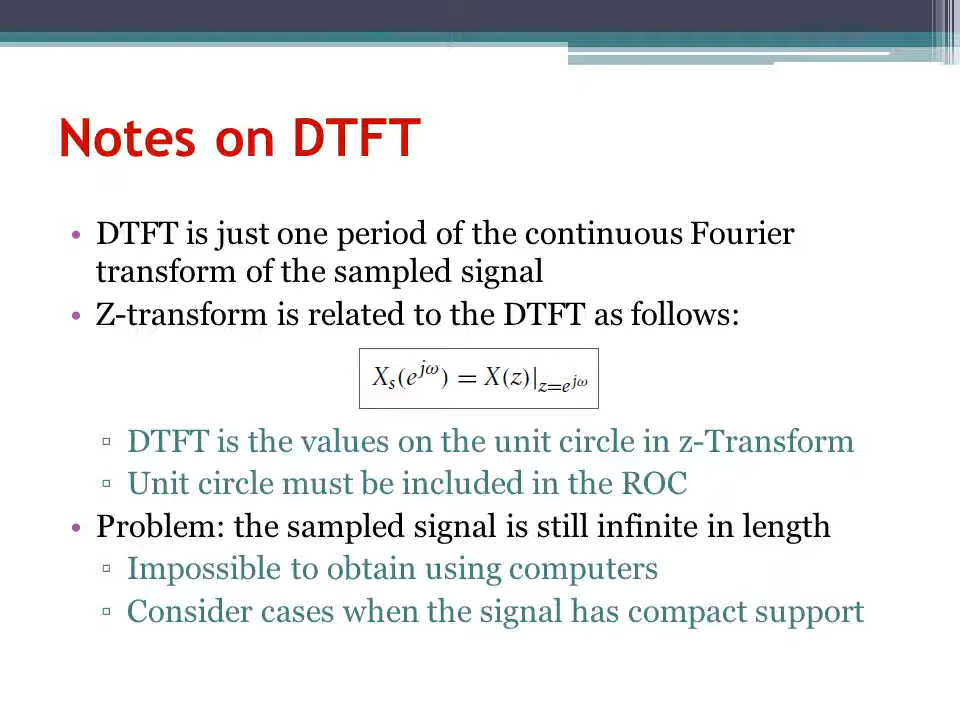 Notes on DTFT
• DTFT is just one period of the continuous Fourier
transform of the sampled signal
• Z-transform is related to the DTFT as follows:
X_s(e^{jω}) = X(z)|_{z=e^{jω}}
▫ DTFT is the values on the unit circle in z-Transform
▫ Unit circle must be included in the ROC
• Problem: the sampled signal is still infinite in length
▫ Impossible to obtain using computers
▫ Consider cases when the signal has compact support